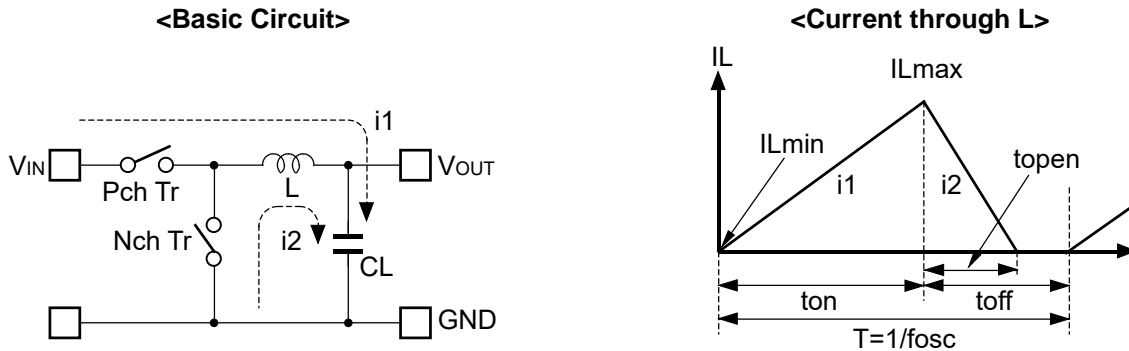 <Basic Circuit>
i1
VIN
Pch Tr
L
VOUT
Nch Tr
i2
CL
GND
<Current through L>
IL
ILmax
ILmin
i1
i2
topen
ton
toff
T=1/fosc